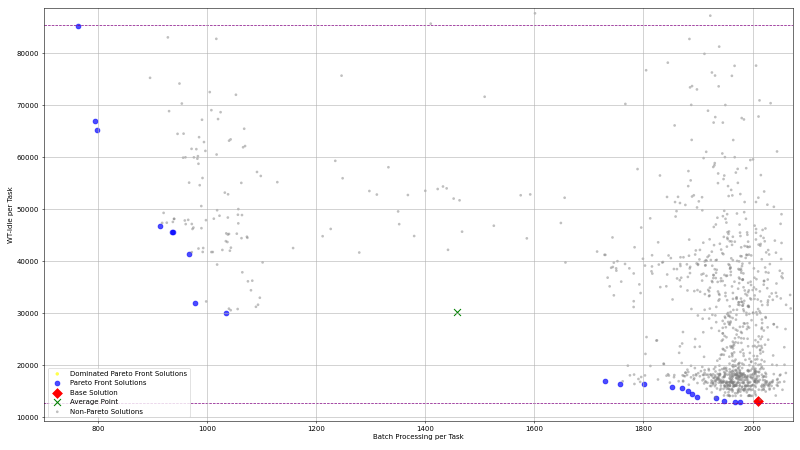 80000
70000
60000
50000
40000
30000
20000
10000
WT-Idle per Task
Dominated Pareto Front Solutions
Pareto Front Solutions
Base Solution
Average Point
Non-Pareto Solutions
800 1000 1200 1400 1600 1800 2000
Batch Processing per Task